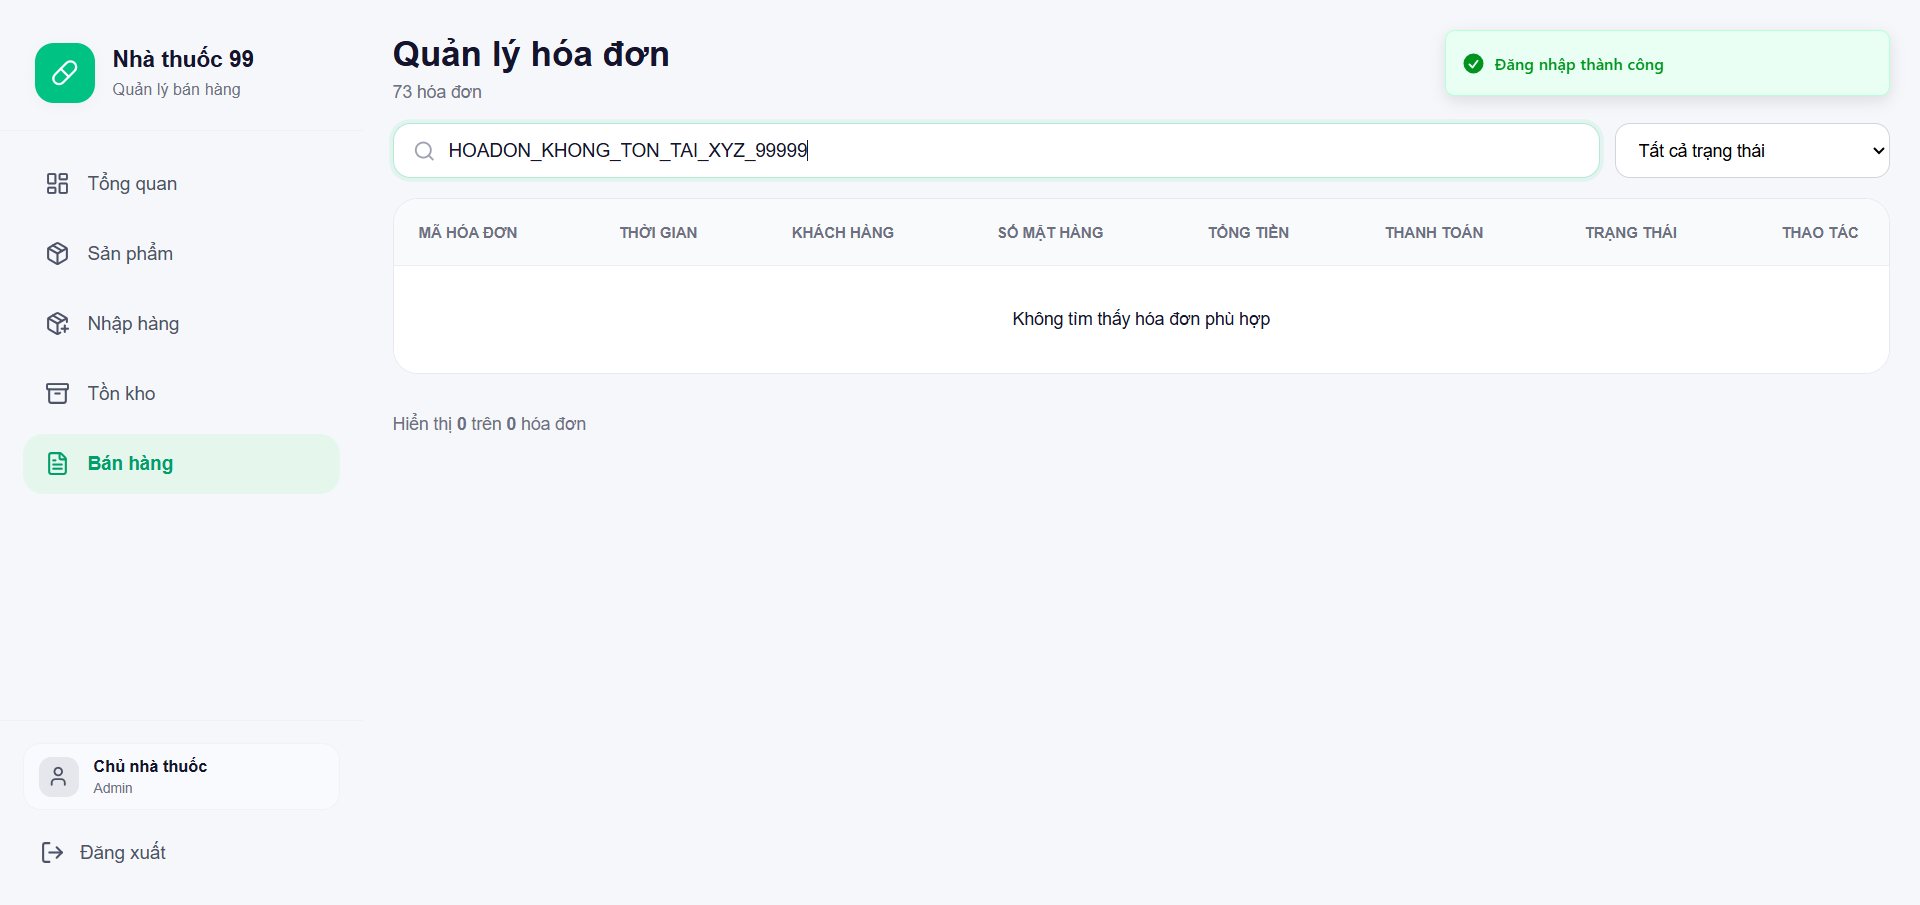 Nhà thuốc 99
Quản lý bán hàng
Tổng quan
Sản phẩm
Nhập hàng
Tồn kho
Bán hàng
Chủ nhà thuốc
Admin
Đăng xuất
Quản lý hóa đơn
73 hóa đơn
Đăng nhập thành công
HOADON_KHONG_TON_TAI_XYZ_99999
Tất cả trạng thái
MÃ HÓA ĐƠN THỜI GIAN KHÁCH HÀNG SỐ MẶT HÀNG TỔNG TIỀN THANH TOÁN TRẠNG THÁI THAO TÁC
Không tìm thấy hóa đơn phù hợp
Hiển thị 0 trên 0 hóa đơn